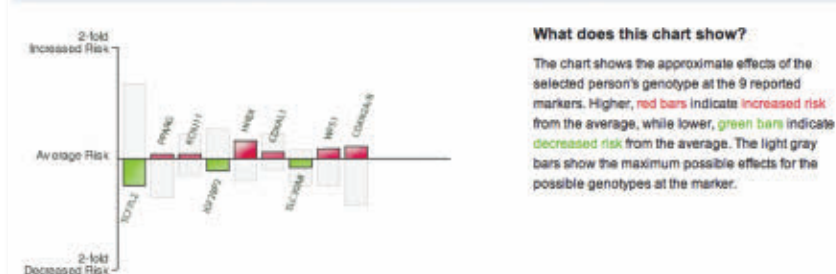 2-fold
Increased Risk
Average Risk
2-fold
Decreased Risk
TCF7L2
PPARG
KCNJ11
IGF2BP2
HHEX
CDKAL1
SLC30A8
WFS1
CDKN2A/B
What does this chart show?
The chart shows the approximate effects of the
selected person's genotype at the 9 reported
markers. Higher, red bars indicate increased risk
from the average, while lower, green bars indicate
decreased risk from the average. The light gray
bars show the maximum possible effects for the
possible genotypes at the marker.